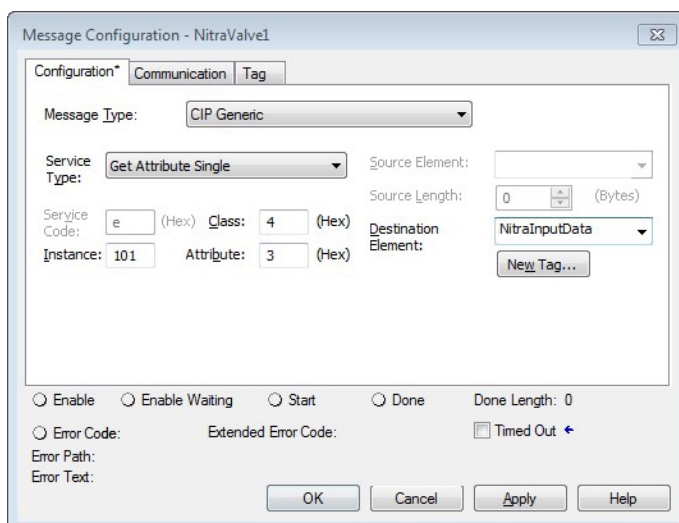 Message Configuration - NitraValve1
Configuration* Communication Tag
Message Type: CIP Generic
Service Type: Get Attribute Single
Source Element:
Source Length: 0 (Bytes)
Service Code: e (Hex) Class: 4 (Hex)
Destination Element: NitraInputData
Instance: 101 Attribute: 3 (Hex)
New Tag...
Enable Enable Waiting Start Done Done Length: 0
Error Code: Extended Error Code: Timed Out
Error Path:
Error Text:
OK Cancel Apply Help